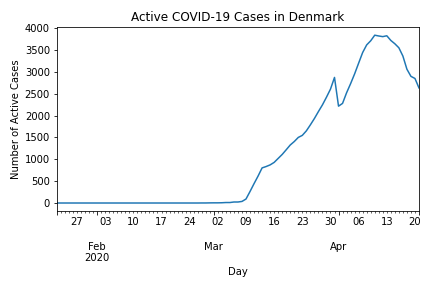 Active COVID-19 Cases in Denmark
Number of Active Cases
4000
3500
3000
2500
2000
1500
1000
500
0
27 03 10 17 24 02 09 16 23 30 06 13 20
Feb Mar Apr
2020
Day